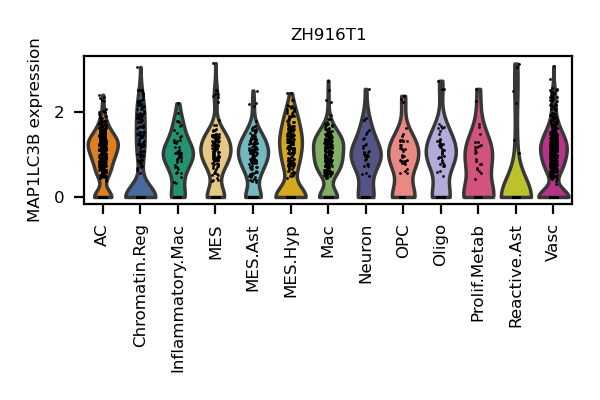 ZH916T1
MAP1LC3B expression
2
0
AC
Chromatin.Reg
Inflammatory.Mac
MES
MES.Ast
MES.Hyp
Mac
Neuron
OPC
Oligo
Prolif.Metab
Reactive.Ast
Vasc